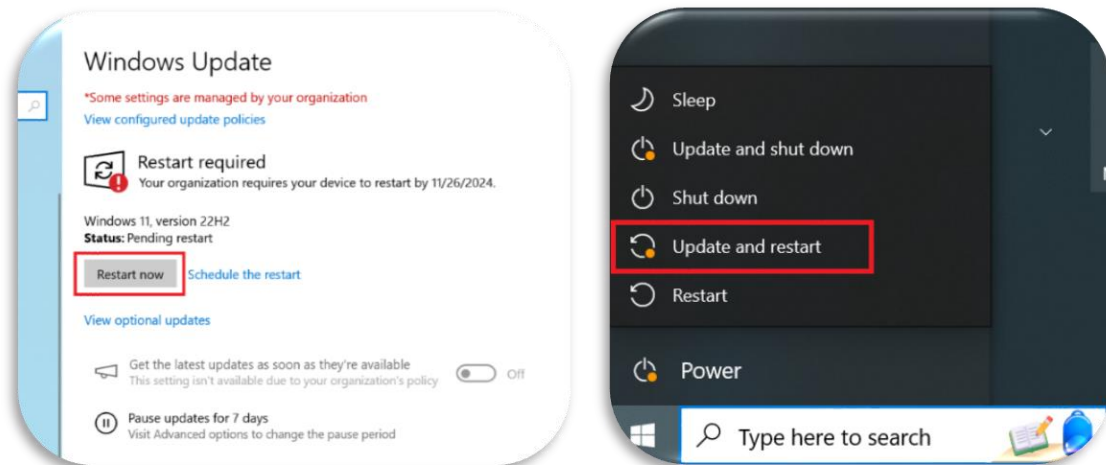 Windows Update
*Some settings are managed by your organization
View configured update policies
Restart required
Your organization requires your device to restart by 11/26/2024.
Windows 11, version 22H2
Status: Pending restart
Restart now
Schedule the restart
View optional updates
Get the latest updates as soon as they're available
This setting isn't available due to your organization's policy
Off
Pause updates for 7 days
Visit Advanced options to change the pause period
Sleep
Update and shut down
Shut down
Update and restart
Restart
Power
Type here to search